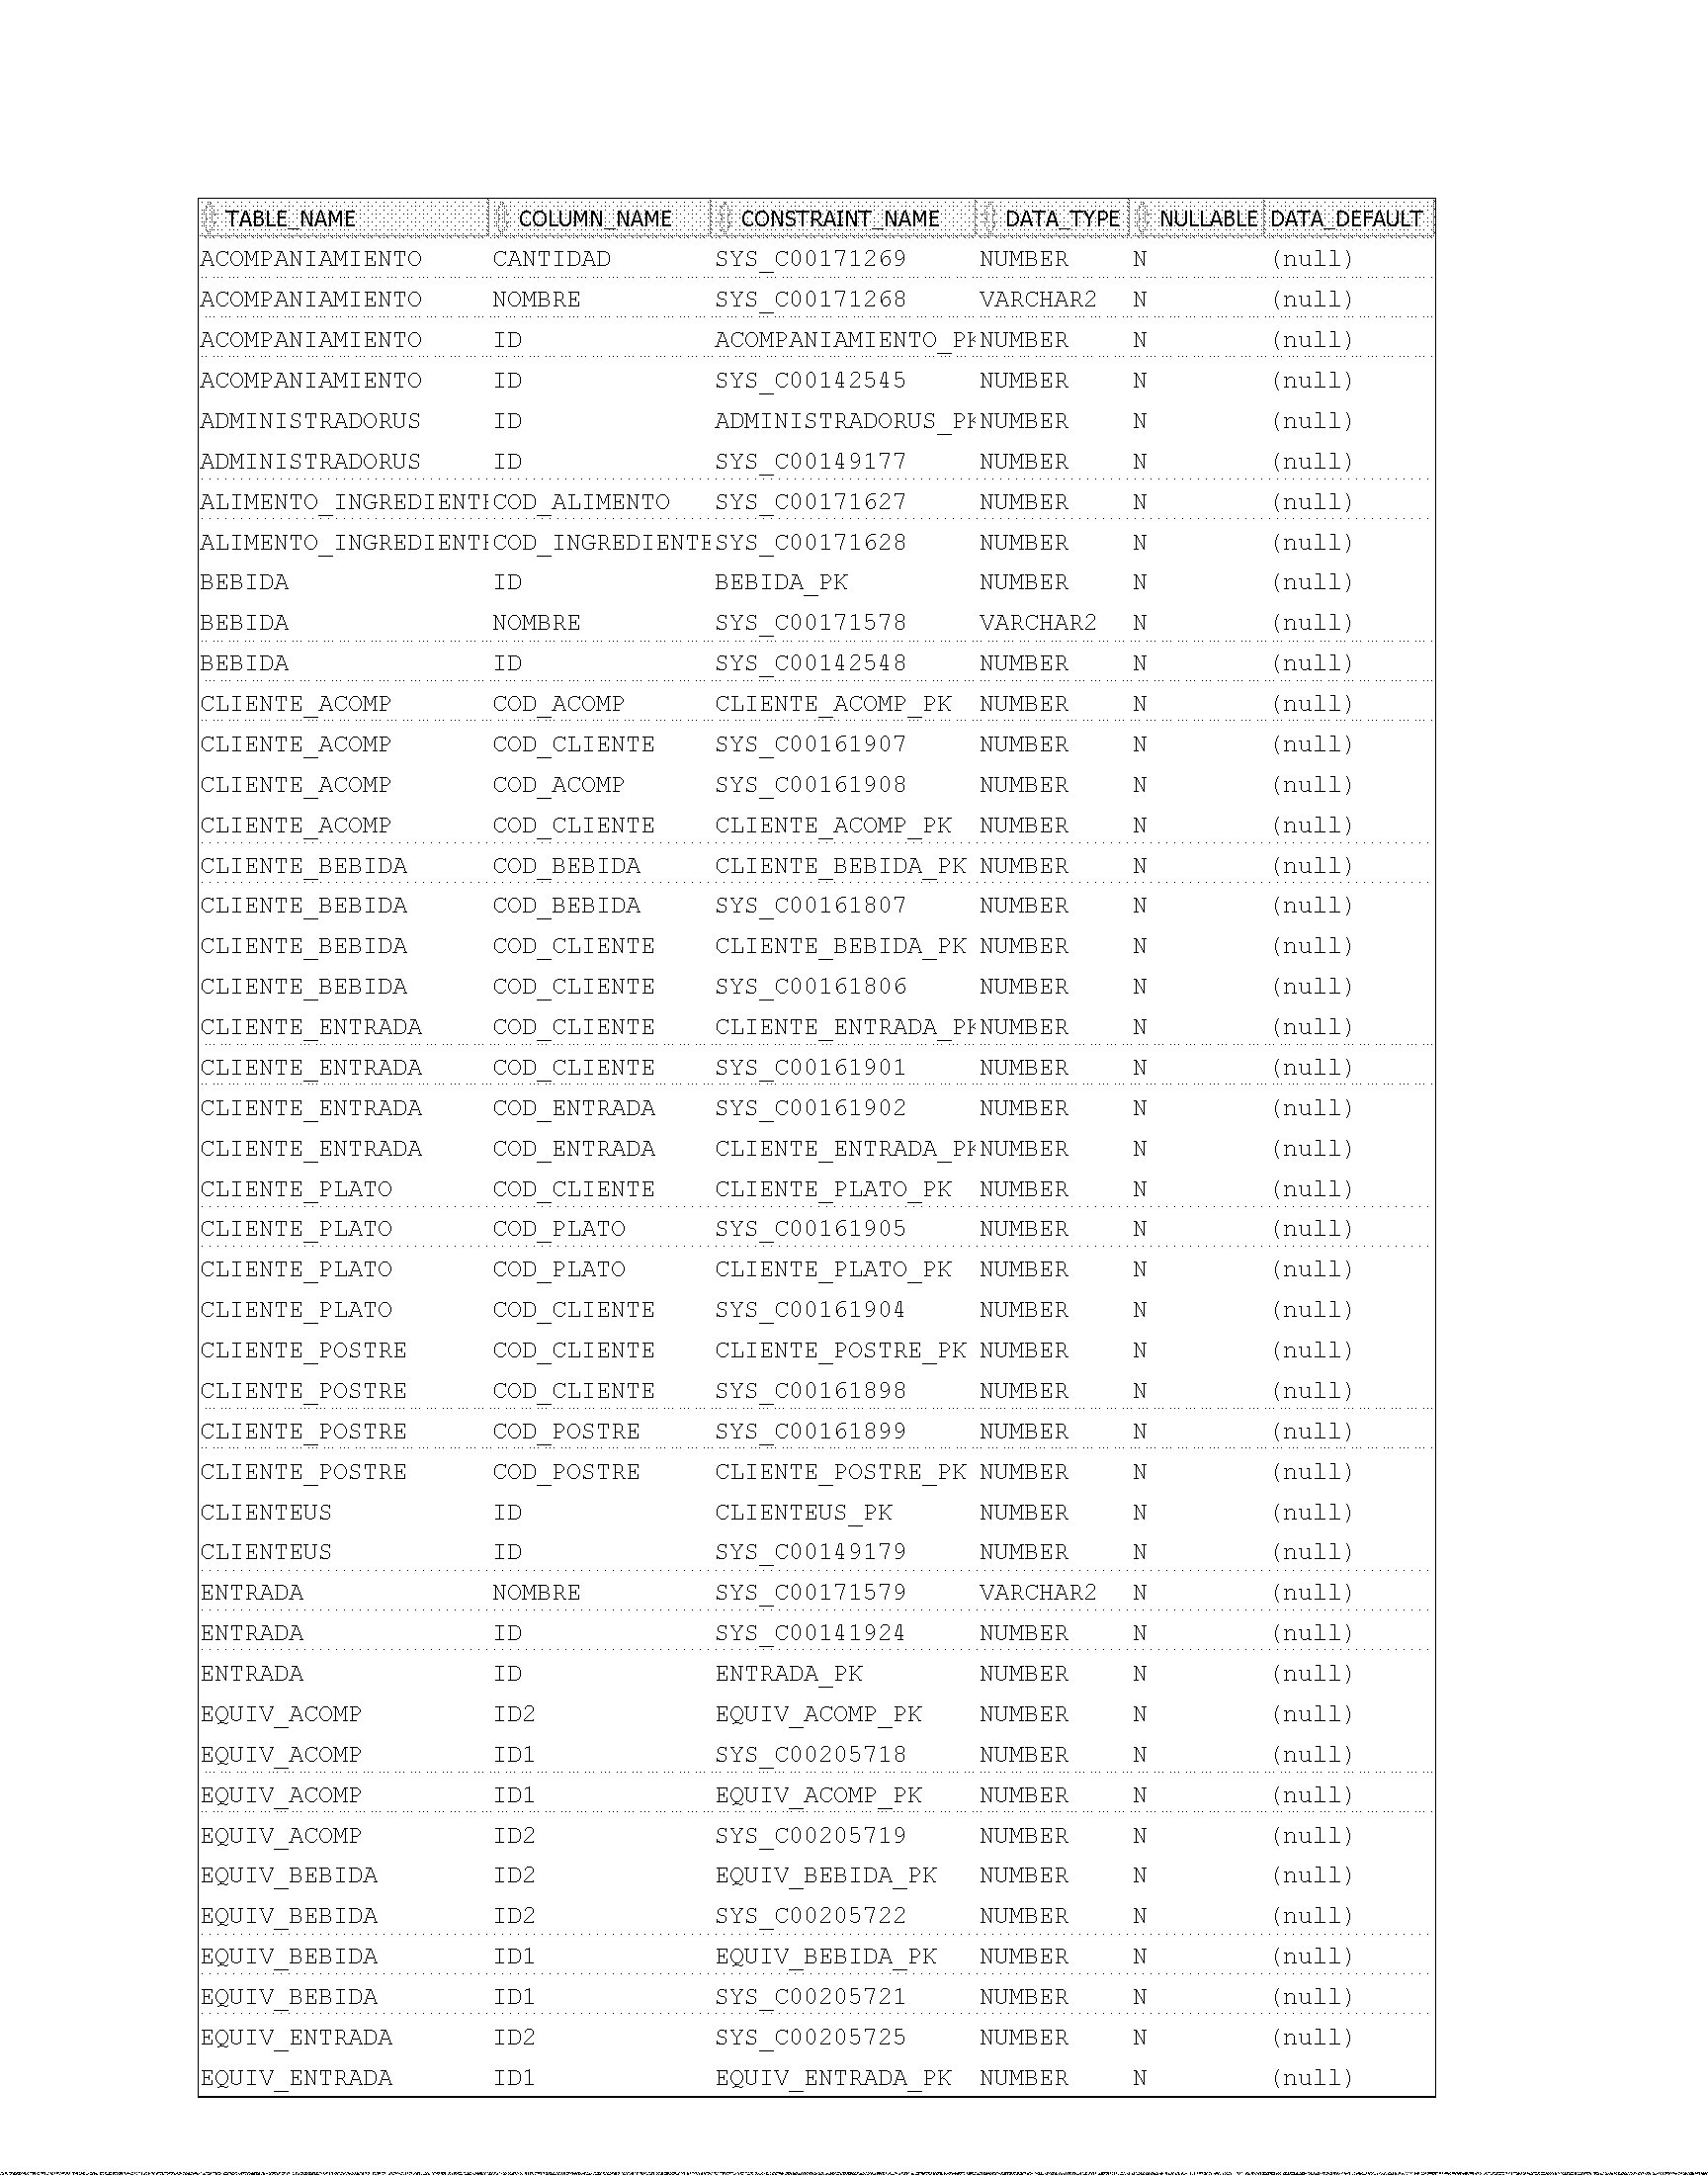 TABLE_NAME COLUMN_NAME CONSTRAINT_NAME DATA_TYPE NULLABLE DATA_DEFAULT
ACOMPANIAMIENTO CANTIDAD SYS_C00171269 NUMBER N (null)
ACOMPANIAMIENTO NOMBRE SYS_C00171268 VARCHAR2 N (null)
ACOMPANIAMIENTO ID ACOMPANIAMIENTO_PK NUMBER N (null)
ACOMPANIAMIENTO ID SYS_C00142545 NUMBER N (null)
ADMINISTRADORUS ID ADMINISTRADORUS_PK NUMBER N (null)
ADMINISTRADORUS ID SYS_C00149177 NUMBER N (null)
ALIMENTO_INGREDIENTE COD_ALIMENTO SYS_C00171627 NUMBER N (null)
ALIMENTO_INGREDIENTE COD_INGREDIENTE SYS_C00171628 NUMBER N (null)
BEBIDA ID BEBIDA_PK NUMBER N (null)
BEBIDA NOMBRE SYS_C00171578 VARCHAR2 N (null)
BEBIDA ID SYS_C00142548 NUMBER N (null)
CLIENTE_ACOMP COD_ACOMP CLIENTE_ACOMP_PK NUMBER N (null)
CLIENTE_ACOMP COD_CLIENTE SYS_C00161907 NUMBER N (null)
CLIENTE_ACOMP COD_ACOMP SYS_C00161908 NUMBER N (null)
CLIENTE_ACOMP COD_CLIENTE CLIENTE_ACOMP_PK NUMBER N (null)
CLIENTE_BEBIDA COD_BEBIDA CLIENTE_BEBIDA_PK NUMBER N (null)
CLIENTE_BEBIDA COD_BEBIDA SYS_C00161807 NUMBER N (null)
CLIENTE_BEBIDA COD_CLIENTE CLIENTE_BEBIDA_PK NUMBER N (null)
CLIENTE_BEBIDA COD_CLIENTE SYS_C00161806 NUMBER N (null)
CLIENTE_ENTRADA COD_CLIENTE CLIENTE_ENTRADA_PK NUMBER N (null)
CLIENTE_ENTRADA COD_CLIENTE SYS_C00161901 NUMBER N (null)
CLIENTE_ENTRADA COD_ENTRADA SYS_C00161902 NUMBER N (null)
CLIENTE_ENTRADA COD_ENTRADA CLIENTE_ENTRADA_PK NUMBER N (null)
CLIENTE_PLATO COD_CLIENTE CLIENTE_PLATO_PK NUMBER N (null)
CLIENTE_PLATO COD_PLATO SYS_C00161905 NUMBER N (null)
CLIENTE_PLATO COD_PLATO CLIENTE_PLATO_PK NUMBER N (null)
CLIENTE_PLATO COD_CLIENTE SYS_C00161904 NUMBER N (null)
CLIENTE_POSTRE COD_CLIENTE CLIENTE_POSTRE_PK NUMBER N (null)
CLIENTE_POSTRE COD_CLIENTE SYS_C00161898 NUMBER N (null)
CLIENTE_POSTRE COD_POSTRE SYS_C00161899 NUMBER N (null)
CLIENTE_POSTRE COD_POSTRE CLIENTE_POSTRE_PK NUMBER N (null)
CLIENTEUS ID CLIENTEUS_PK NUMBER N (null)
CLIENTEUS ID SYS_C00149179 NUMBER N (null)
ENTRADA NOMBRE SYS_C00171579 VARCHAR2 N (null)
ENTRADA ID SYS_C00141924 NUMBER N (null)
ENTRADA ID ENTRADA_PK NUMBER N (null)
EQUIV_ACOMP ID2 EQUIV_ACOMP_PK NUMBER N (null)
EQUIV_ACOMP ID1 SYS_C00205718 NUMBER N (null)
EQUIV_ACOMP ID1 EQUIV_ACOMP_PK NUMBER N (null)
EQUIV_ACOMP ID2 SYS_C00205719 NUMBER N (null)
EQUIV_BEBIDA ID2 EQUIV_BEBIDA_PK NUMBER N (null)
EQUIV_BEBIDA ID2 SYS_C00205722 NUMBER N (null)
EQUIV_BEBIDA ID1 EQUIV_BEBIDA_PK NUMBER N (null)
EQUIV_BEBIDA ID1 SYS_C00205721 NUMBER N (null)
EQUIV_ENTRADA ID2 SYS_C00205725 NUMBER N (null)
EQUIV_ENTRADA ID1 EQUIV_ENTRADA_PK NUMBER N (null)